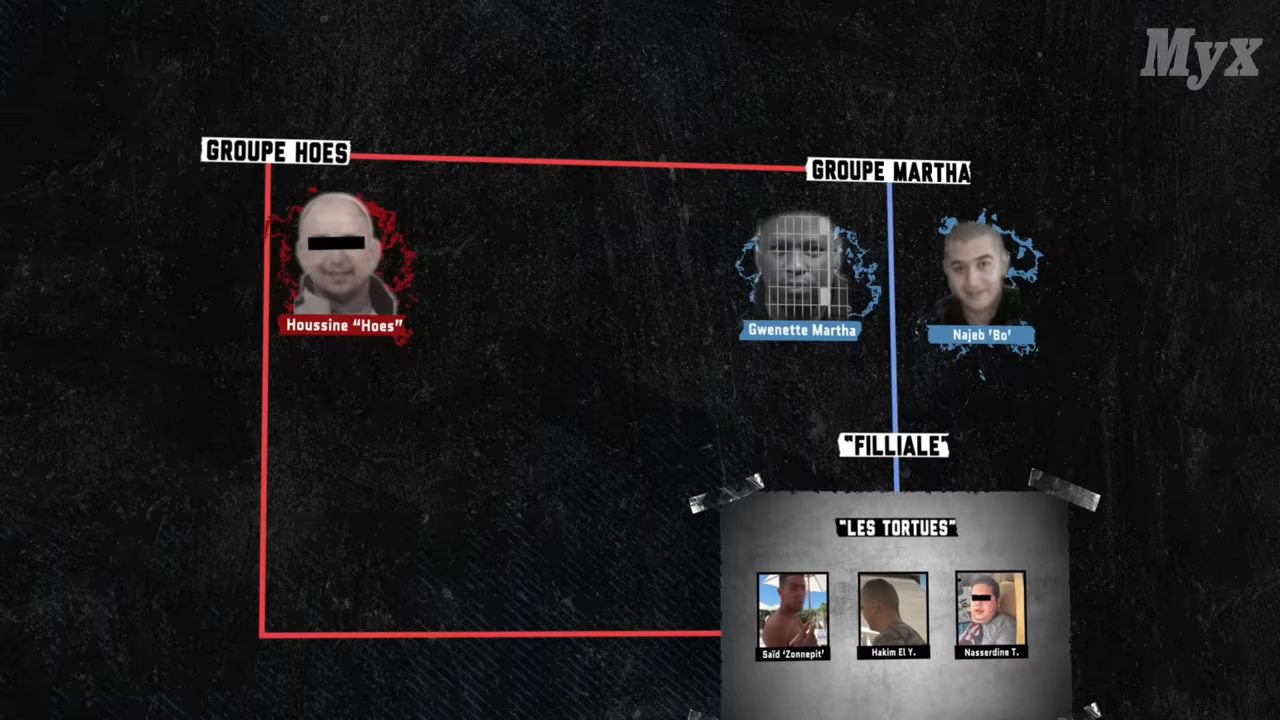 Myx
GROUPE HOES
GROUPE MARTHA
Houssine “Hoes”
Gwenette Martha
Najeb 'Bo'
"FILLIALE"
"LES TORTUES"
Saïd 'Zonnepit'
Hakim El Y.
Nasserdine T.